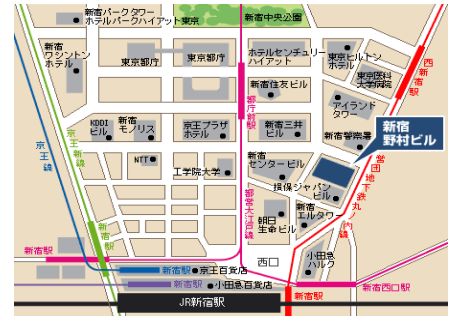 新宿パークタワー
ホテルパークハイアット東京
新宿中央公園
新宿
ワシントン
ホテル
東京都庁
東京都庁
ホテルセンチュリー
ハイアット
東京ヒルトン
ホテル
西新宿駅
東京医科
大学病院
新宿住友ビル
都庁前駅
アイランド
タワー
KDDI
ビル
新宿
モノリス
京王プラザ
ホテル
新宿三井
ビル
新宿警察署
新宿
野村ビル
京王線
京王新線
NTT
工学院大学
新宿
センタービル
損保ジャパン
ビル
営団地下鉄丸ノ内線
都営大江戸線
朝日
生命ビル
新宿
エルタワー
新宿駅
新宿駅
西口
小田急
ハルク
新宿駅
京王百貨店
新宿駅
小田急百貨店
新宿駅
新宿西口駅
JR新宿駅